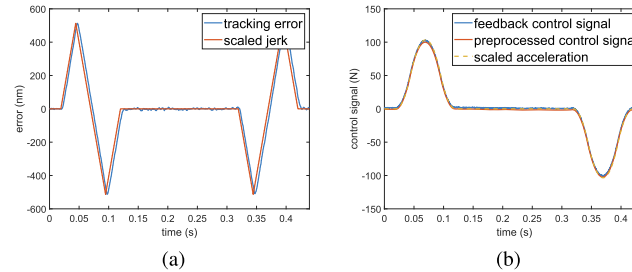 600
400
200
0
-200
-400
-600
error (nm)
0 0.05 0.1 0.15 0.2 0.25 0.3 0.35 0.4
time (s)
tracking error
scaled jerk
(a)
150
100
50
0
-50
-100
-150
control signal (N)
0 0.05 0.1 0.15 0.2 0.25 0.3 0.35 0.4
time (s)
feedback control signal
preprocessed control signal
scaled acceleration
(b)